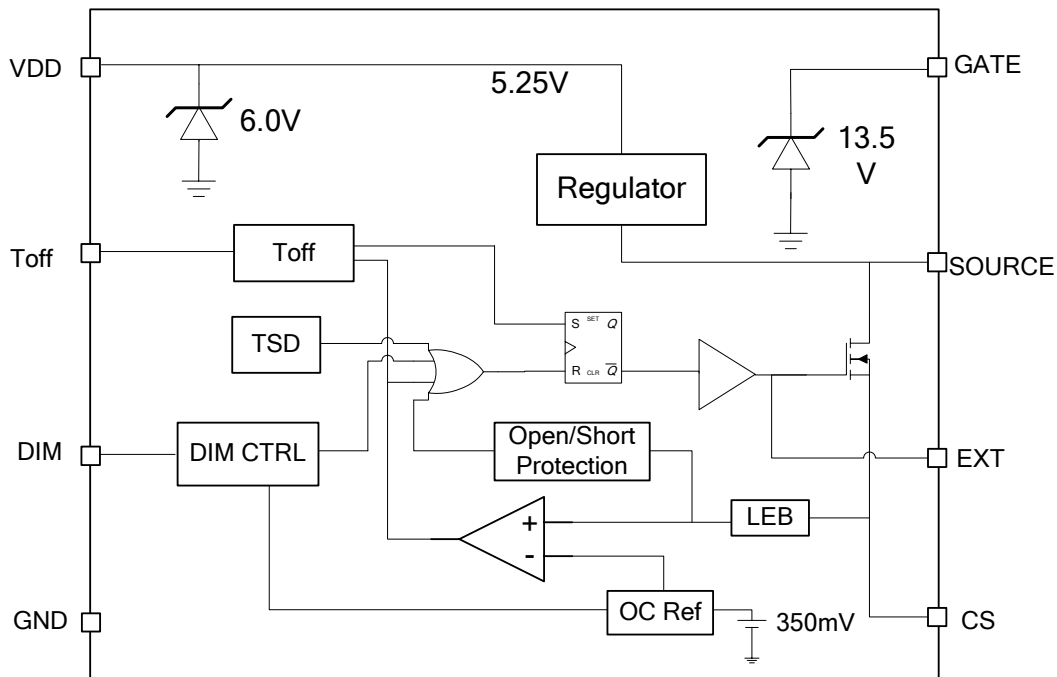 VDD
5.25V
GATE
6.0V
13.5
V
Regulator
Toff
Toff
SOURCE
TSD
S
SET
Q
R
CLR
Q
DIM
DIM CTRL
Open/Short
Protection
EXT
LEB
+
-
GND
OC Ref
350mV
CS